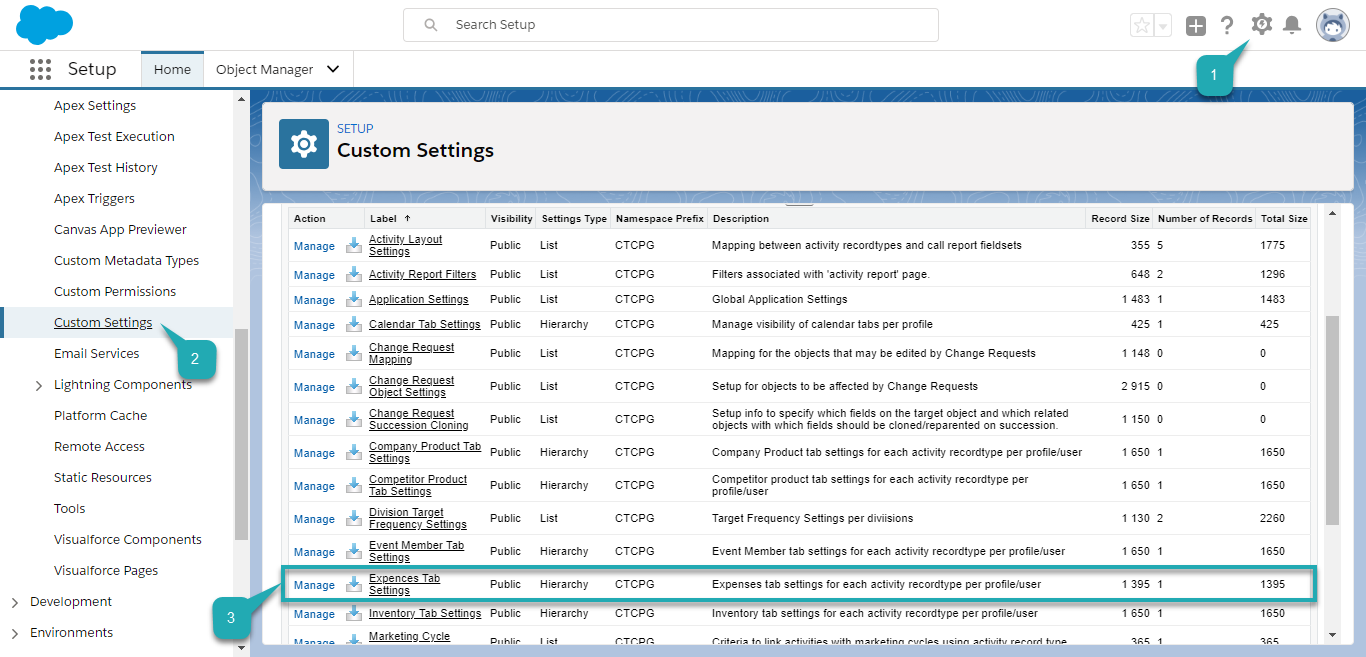 Search Setup
1
Setup
Home
Object Manager
Apex Settings
Apex Test Execution
Apex Test History
Apex Triggers
Canvas App Previewer
Custom Metadata Types
Custom Permissions
Custom Settings
2
Email Services
Lightning Components
Platform Cache
Remote Access
Static Resources
Tools
Visualforce Components
Visualforce Pages
Development
3
Environments
SETUP
Custom Settings
Action Label ↑ Visibility Settings Type Namespace Prefix Description Record Size Number of Records Total Size
Manage Activity Layout Settings Public List CTCPG Mapping between activity recordtypes and call report fieldsets 355 5 1775
Manage Activity Report Filters Public List CTCPG Filters associated with 'activity report' page. 648 2 1296
Manage Application Settings Public List CTCPG Global Application Settings 1 483 1 1483
Manage Calendar Tab Settings Public Hierarchy CTCPG Manage visibility of calendar tabs per profile 425 1 425
Manage Change Request Mapping Public List CTCPG Mapping for the objects that may be edited by Change Requests 1 148 0 0
Manage Change Request Object Settings Public List CTCPG Setup for objects to be affected by Change Requests 2 915 0 0
Manage Change Request Succession Cloning Public List CTCPG Setup info to specify which fields on the target object and which related objects with which fields should be cloned/reparented on succession. 1 150 0 0
Manage Company Product Tab Settings Public Hierarchy CTCPG Company Product tab settings for each activity recordtype per profile/user 1 650 1 1650
Manage Competitor Product Tab Settings Public Hierarchy CTCPG Competitor product tab settings for each activity recordtype per profile/user 1 650 1 1650
Manage Division Target Frequency Settings Public List CTCPG Target Frequency Settings per diviisions 1 130 2 2260
Manage Event Member Tab Settings Public Hierarchy CTCPG Event Member tab settings for each activity recordtype per profile/user 1 650 1 1650
Manage Expences Tab Settings Public Hierarchy CTCPG Expenses tab settings for each activity recordtype per profile/user 1 395 1 1395
Manage Inventory Tab Settings Public Hierarchy CTCPG Inventory tab settings for each activity recordtype per profile/user 1 650 1 1650
Manage Marketing Cycle Public List CTCPG Criteria to link activities with marketing cycles using activity record type 365 1 365